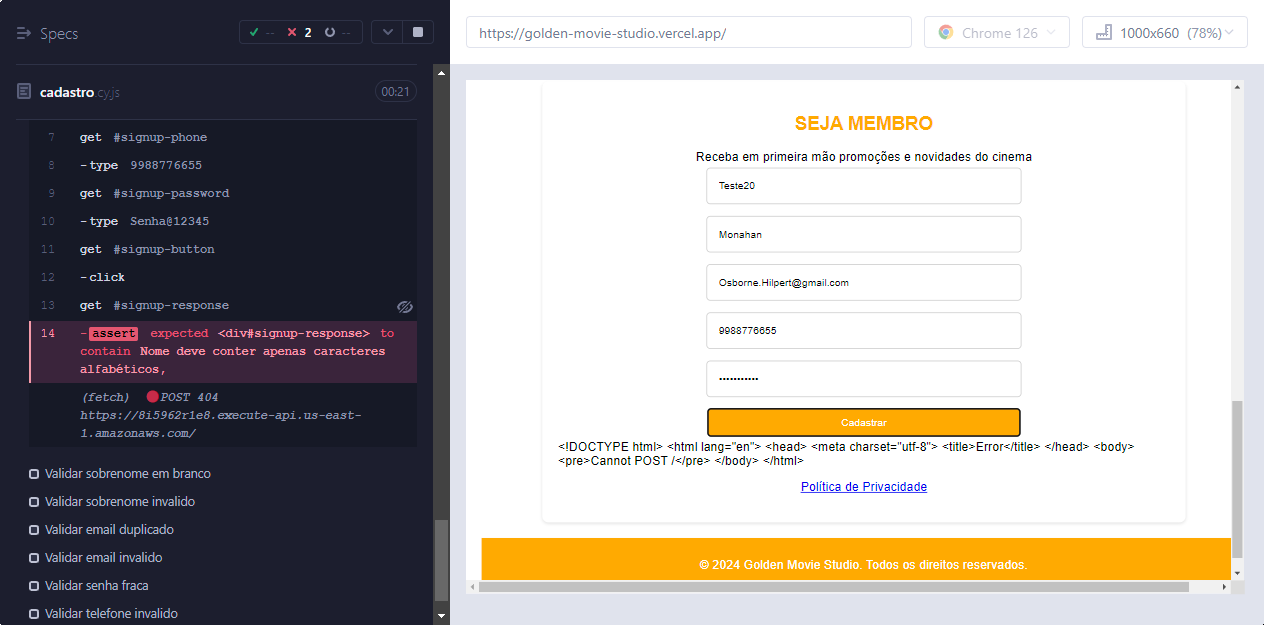 Specs
-- 2 --
cadastro.cy.js 00:21
7 get #signup-phone
8 -type 9988776655
9 get #signup-password
10 -type Senha@12345
11 get #signup-button
12 -click
13 get #signup-response
14 -assert expected <div#signup-response> to
contain Nome deve conter apenas caracteres
alfabéticos,
(fetch) POST 404
https://8i5962r1e8.execute-api.us-east-
1.amazonaws.com/
Validar sobrenome em branco
Validar sobrenome invalido
Validar email duplicado
Validar email invalido
Validar senha fraca
Validar telefone invalido
https://golden-movie-studio.vercel.app/
Chrome 126
1000x660 (78%)
SEJA MEMBRO
Receba em primeira mão promoções e novidades do cinema
Teste20
Monahan
Osborne.Hilpert@gmail.com
9988776655
•••••••••••
Cadastrar
<!DOCTYPE html> <html lang="en"> <head> <meta charset="utf-8"> <title>Error</title> </head> <body>
<pre>Cannot POST /</pre> </body> </html>
Política de Privacidade
© 2024 Golden Movie Studio. Todos os direitos reservados.